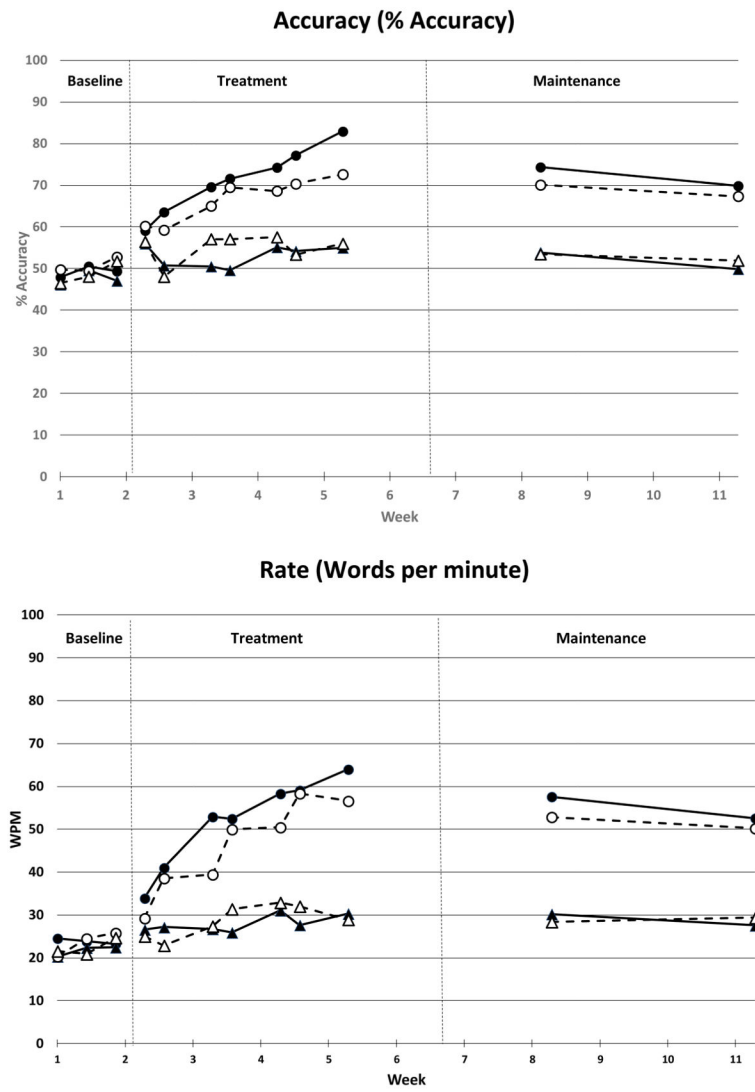 Accuracy (% Accuracy)
100
Baseline Treatment Maintenance
90
80
70
60
50
40
30
20
10
0
% Accuracy
1 2 3 4 5 6 7 8 9 10 11
Week
Rate (Words per minute)
100
Baseline Treatment Maintenance
90
80
70
60
50
40
30
20
10
0
WPM
1 2 3 4 5 6 7 8 9 10 11
Week